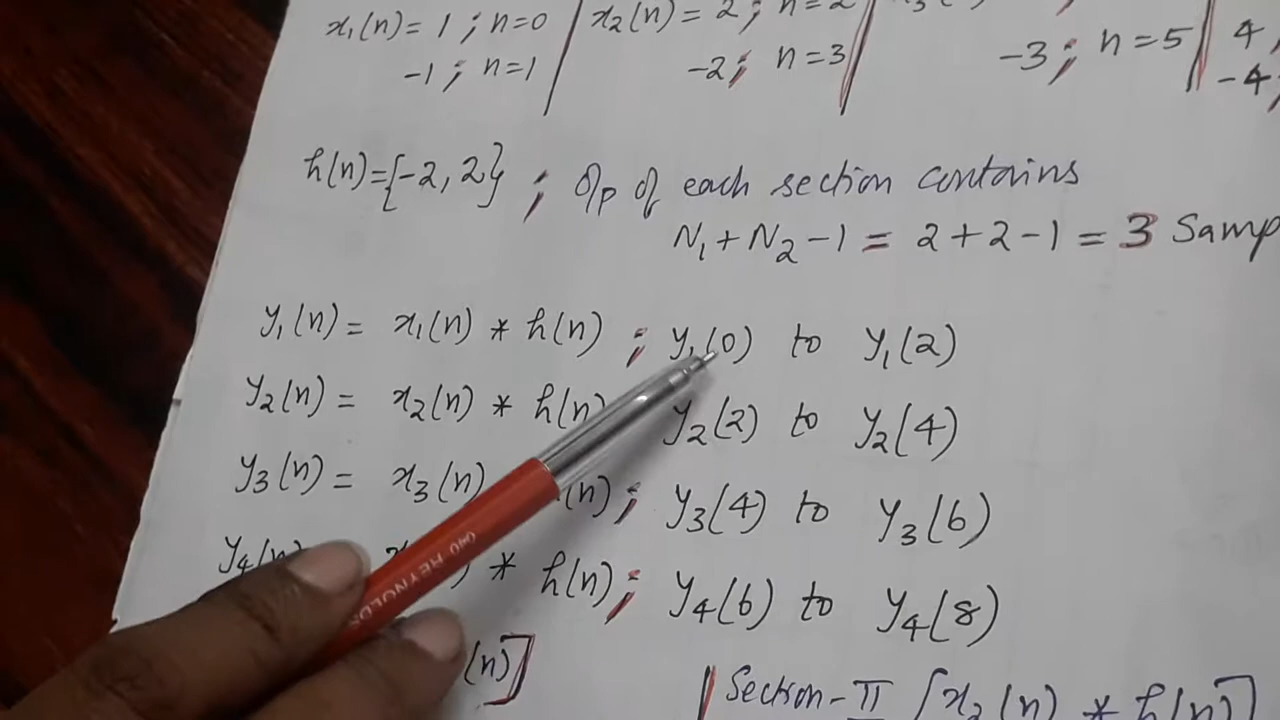 x₁(n) = 1 ; n=0 | x₂(n) = 2 ; n=2 |
-1 ; n=1 -2 ; n=3 -3 ; n=5 4
-4
h(n)={-2, 2} ; O/p of each section contains
N₁ + N₂ - 1 = 2 + 2 - 1 = 3 Samp
y₁(n) = x₁(n) * h(n) ; y₁(0) to y₁(2)
y₂(n) = x₂(n) * h(n) y₂(2) to y₂(4)
y₃(n) = x₃(n) (n) ; y₃(4) to y₃(6)
y₄(n) * h(n) ; y₄(6) to y₄(8)
REYNOLDS
(n)] | Section-II [x₂(n) * h(n)]